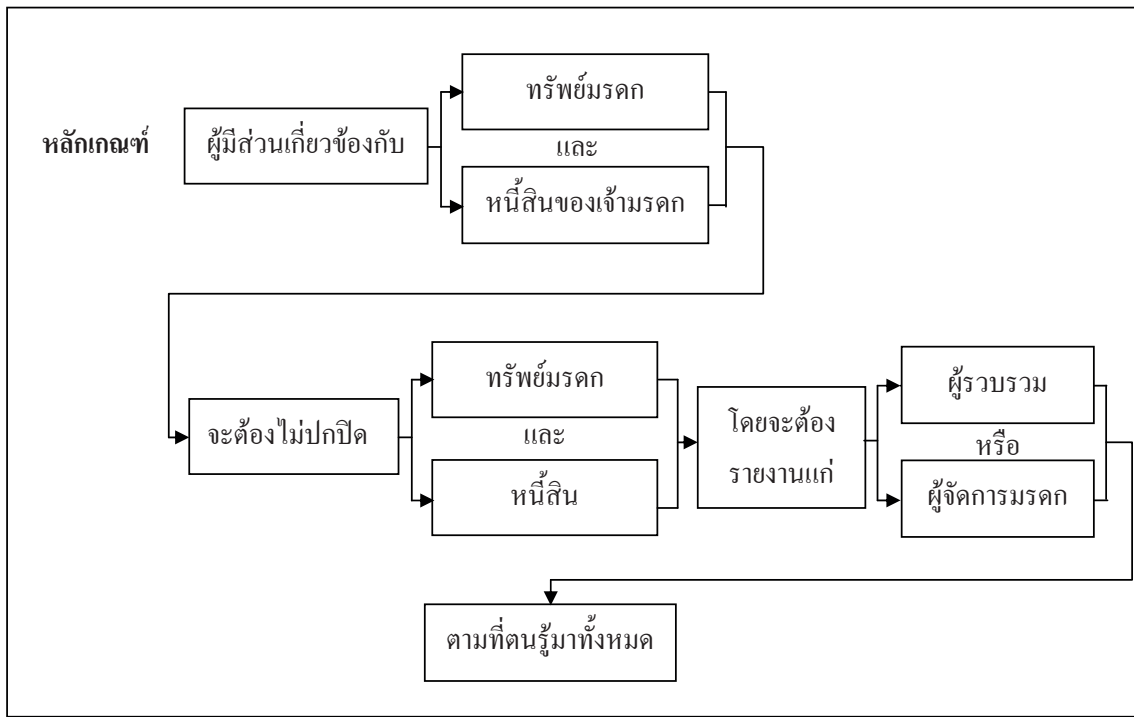 หลักเกณฑ์
ผู้มีส่วนเกี่ยวข้องกับ
ทรัพย์มรดก
และ
หนี้สินของเจ้ามรดก
จะต้องไม่ปกปิด
ทรัพย์มรดก
และ
หนี้สิน
โดยจะต้อง
รายงานแก่
ผู้รวบรวม
หรือ
ผู้จัดการมรดก
ตามที่ตนรู้มาทั้งหมด